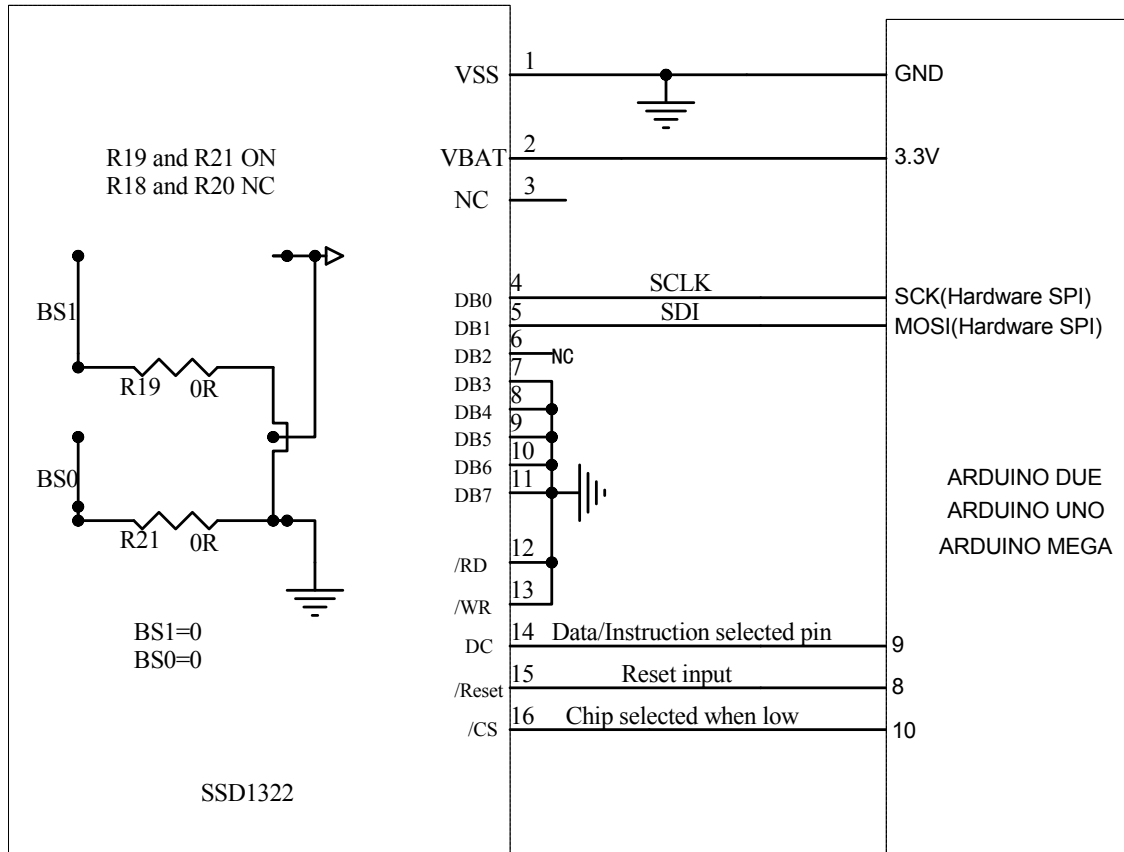 R19 and R21 ON
R18 and R20 NC
BS1
R19 0R
BS0
R21 0R
BS1=0
BS0=0
SSD1322
VSS 1 GND
VBAT 2 3.3V
NC 3
DB0 4 SCLK SCK(Hardware SPI)
DB1 5 SDI MOSI(Hardware SPI)
DB2 6 NC
DB3 7
DB4 8
DB5 9
DB6 10
DB7 11
/RD 12
/WR 13
DC 14 Data/Instruction selected pin 9
/Reset 15 Reset input 8
/CS 16 Chip selected when low 10
ARDUINO DUE
ARDUINO UNO
ARDUINO MEGA